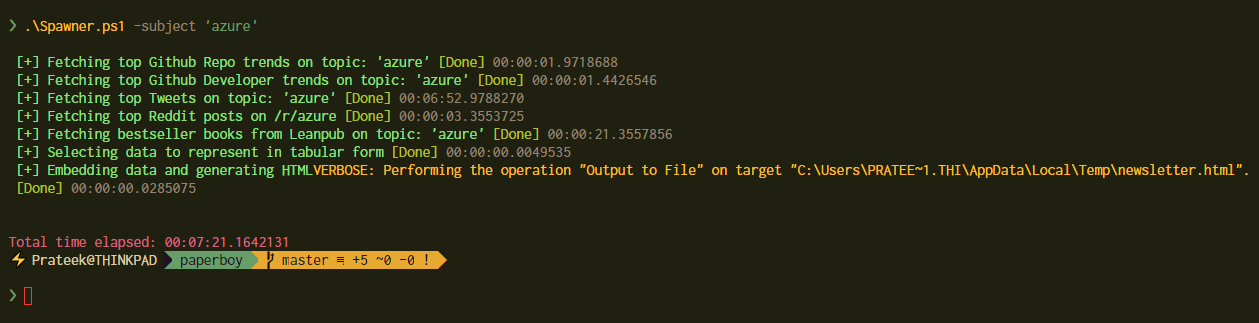 ❯ .\Spawner.ps1 -subject 'azure'
[+] Fetching top Github Repo trends on topic: 'azure' [Done] 00:00:01.9718688
[+] Fetching top Github Developer trends on topic: 'azure' [Done] 00:00:01.4426546
[+] Fetching top Tweets on topic: 'azure' [Done] 00:06:52.9788270
[+] Fetching top Reddit posts on /r/azure [Done] 00:00:03.3553725
[+] Fetching bestseller books from Leanpub on topic: 'azure' [Done] 00:00:21.3557856
[+] Selecting data to represent in tabular form [Done] 00:00:00.0049535
[+] Embedding data and generating HTMLVERBOSE: Performing the operation "Output to File" on target "C:\Users\PRATEE~1.THI\AppData\Local\Temp\newsletter.html".
[Done] 00:00:00.0285075
Total time elapsed: 00:07:21.1642131
⚡ Prateek@THINKPAD paperboy master ≡ +5 ~0 -0 !
❯